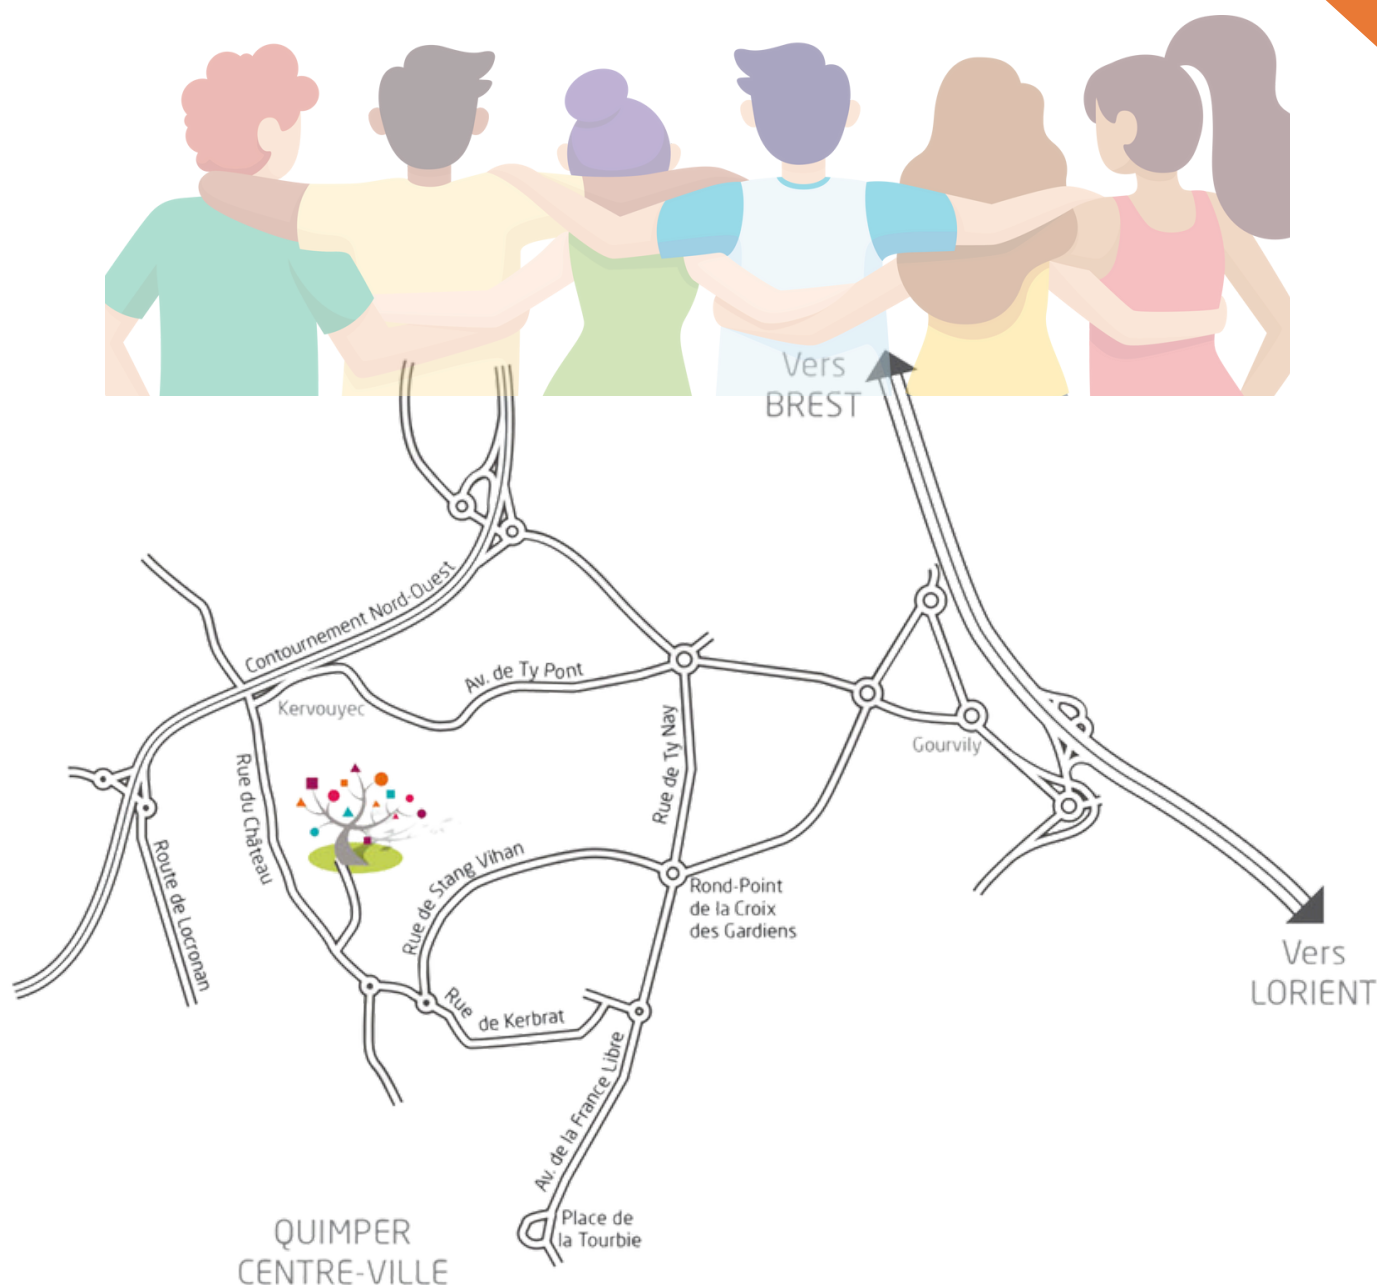 Vers
BREST
Contournement Nord-Ouest
Av. de Ty Pont
Kervouyec
Rue de Ty Nay
Gourvily
Rue du Château
Route de Locronan
Rue de Stang Vihan
Rond-Point
de la Croix
des Gardiens
Vers
LORIENT
Rue
de Kerbrat
Av. de la France Libre
Place de
la Tourbie
QUIMPER
CENTRE-VILLE